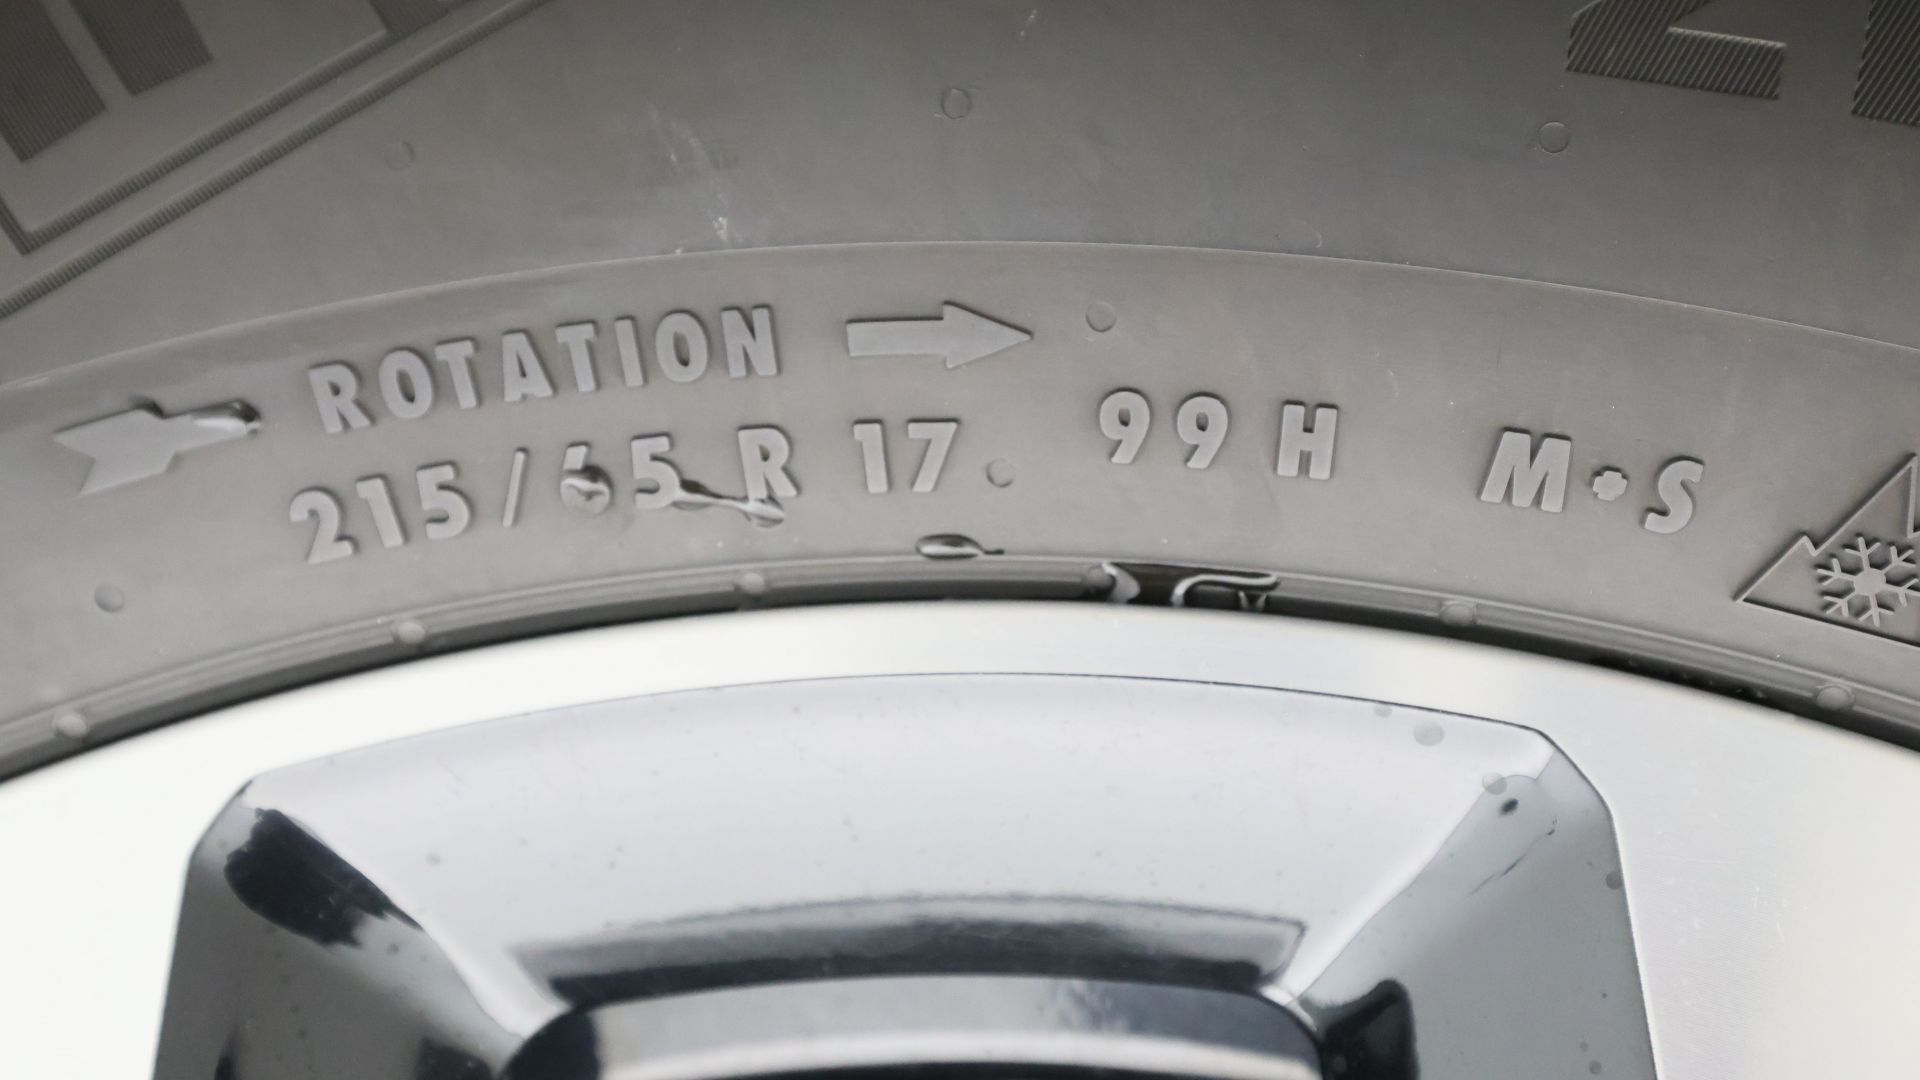 ROTATION
215/65 R 17 99 H M+S